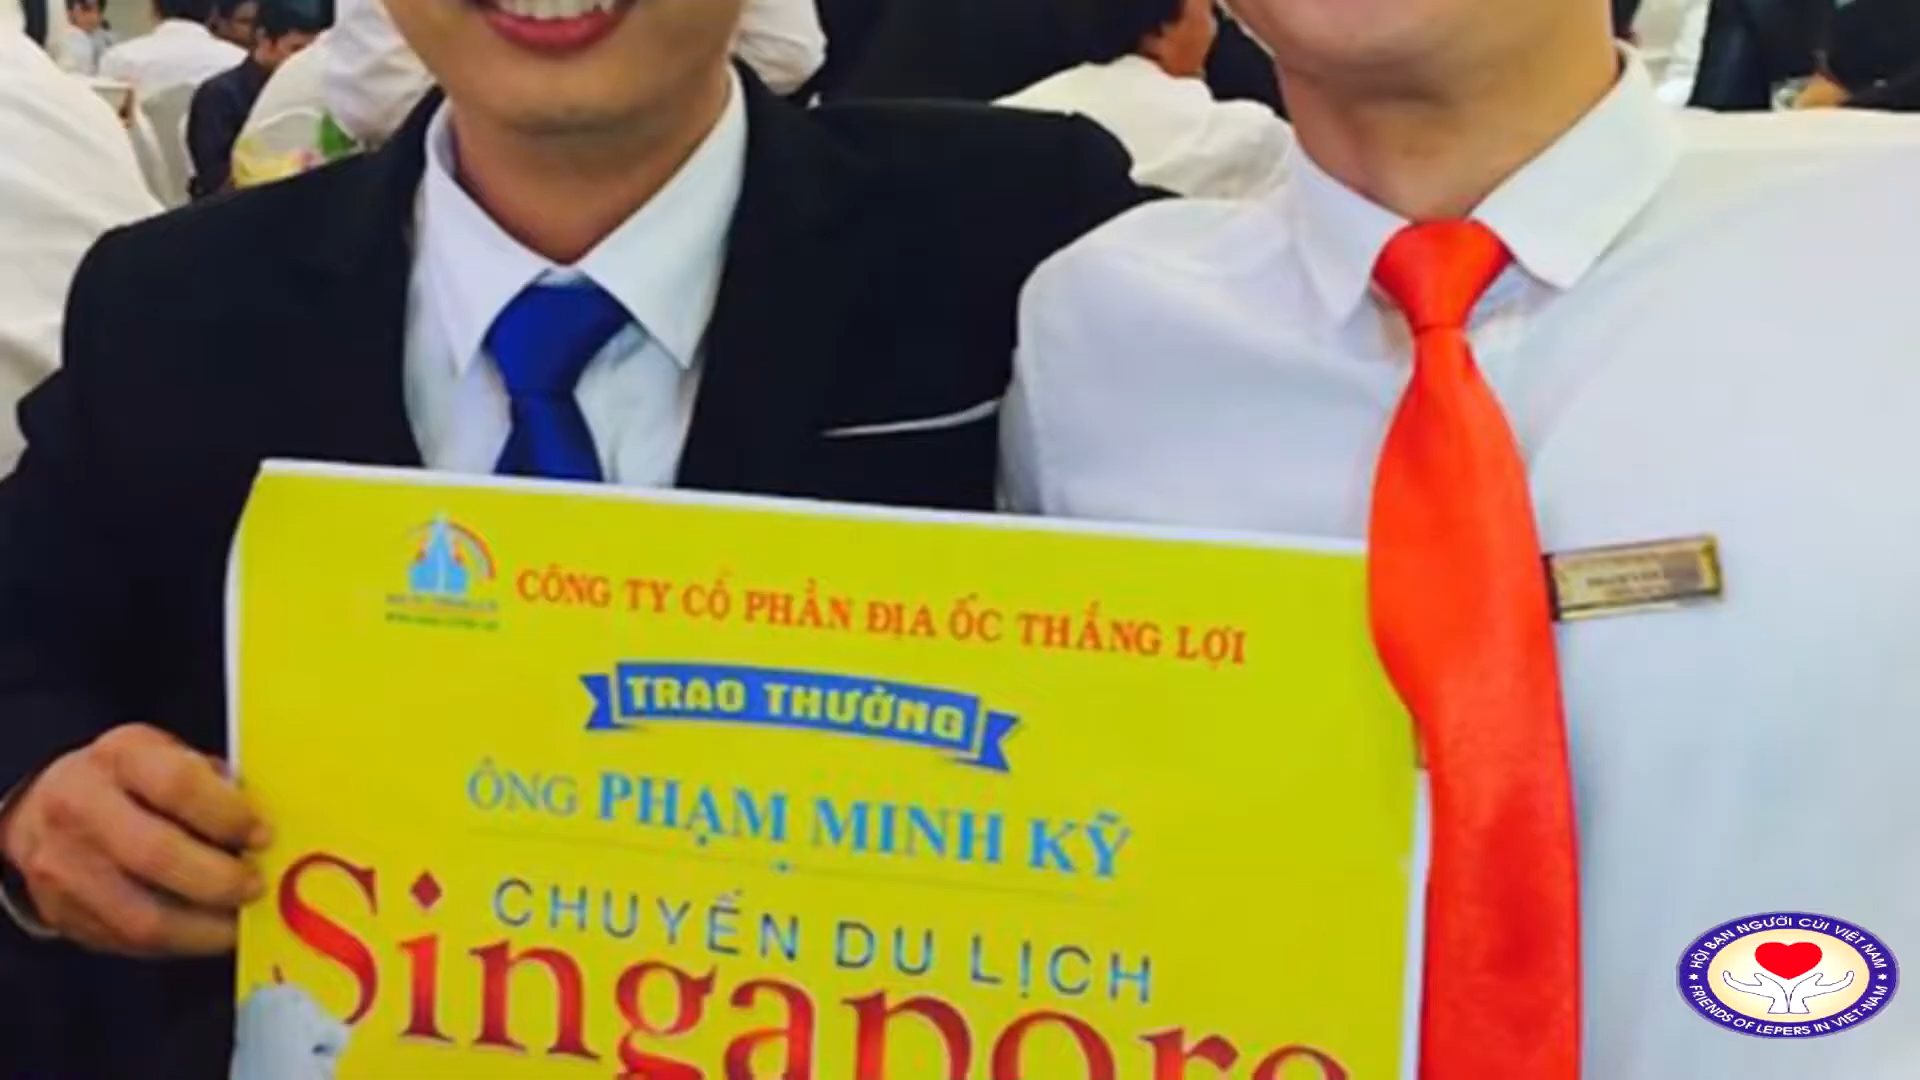 CÔNG TY CỔ PHẦN ĐỊA ỐC THẮNG LỢI
TRAO THƯỞNG
ÔNG PHẠM MINH KỸ
CHUYẾN DU LỊCH
Singapore
HỘI BẠN NGƯỜI CÙI VIỆT NAM
FRIENDS OF LEPERS IN VIET-NAM